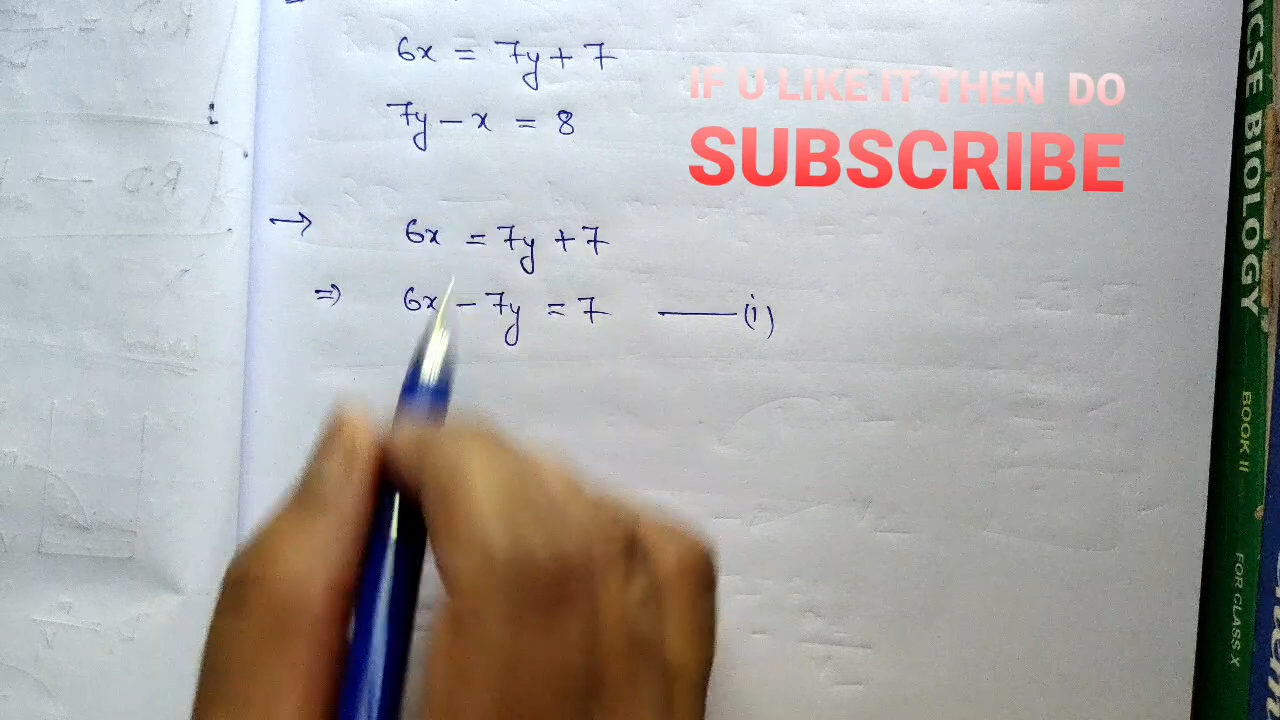 6x = 7y + 7
7y - x = 8
IF U LIKE IT THEN DO
SUBSCRIBE
→ 6x = 7y + 7
⇒ 6x - 7y = 7 —— (i)
ICSE BIOLOGY
BOOK II
FOR CLASS X